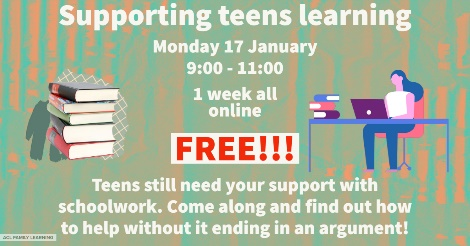 Supporting teens learning
Monday 17 January
9:00 - 11:00
1 week all
online
FREE!!!
Teens still need your support with
schoolwork. Come along and find out how
to help without it ending in an argument!
ACL FAMILY LEARNING